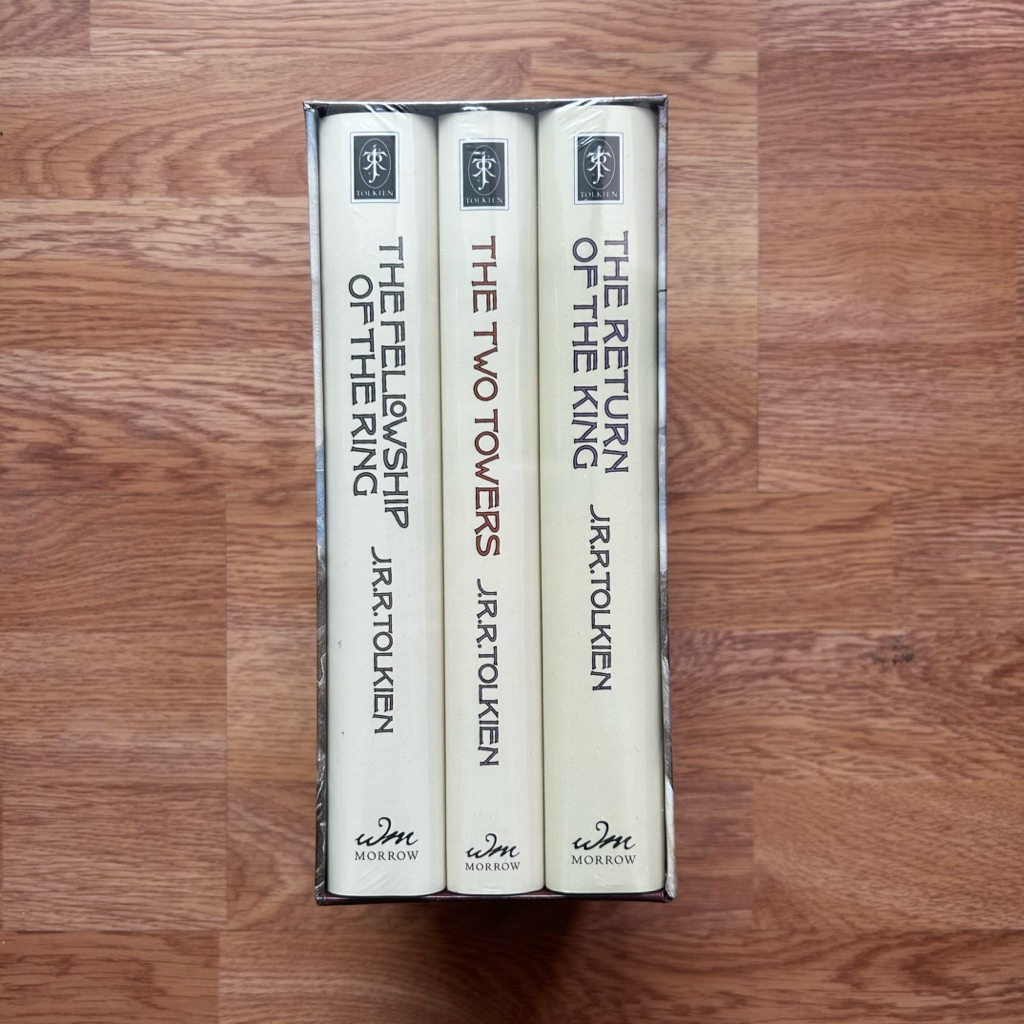 TOLKIEN
THE FELLOWSHIP
OF THE RING
J.R.R.TOLKIEN
Wm
MORROW
TOLKIEN
THE TWO TOWERS
J.R.R.TOLKIEN
Wm
MORROW
TOLKIEN
THE RETURN
OF THE KING
J.R.R.TOLKIEN
Wm
MORROW